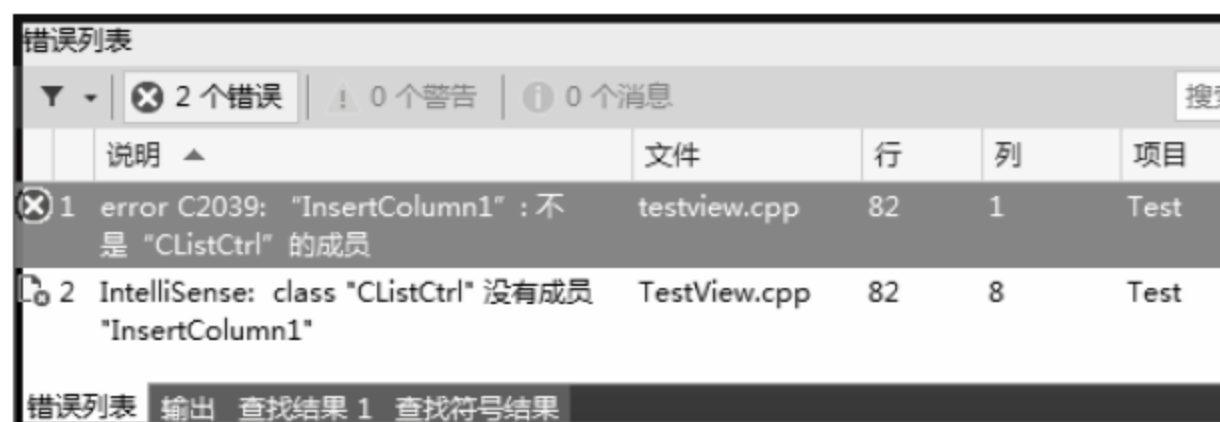 错误列表
2 个错误 0 个警告 0 个消息
说明 文件 行 列 项目
1 error C2039: “InsertColumn1”: 不 testview.cpp 82 1 Test
是 “CListCtrl” 的成员
2 IntelliSense: class "CListCtrl" 没有成员 TestView.cpp 82 8 Test
"InsertColumn1"
错误列表 输出 查找结果 1 查找符号结果